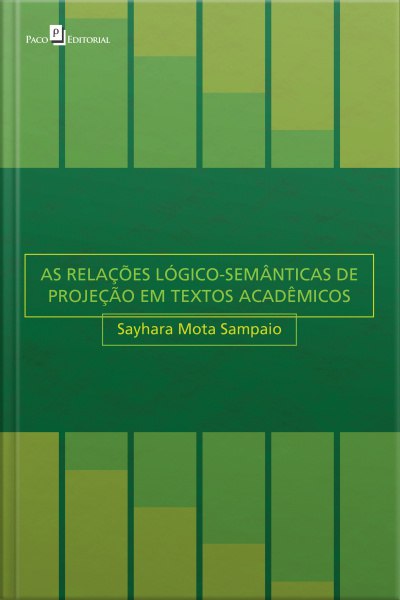 PACO EDITORIAL
AS RELAÇÕES LÓGICO-SEMÂNTICAS DE
PROJEÇÃO EM TEXTOS ACADÊMICOS
Sayhara Mota Sampaio